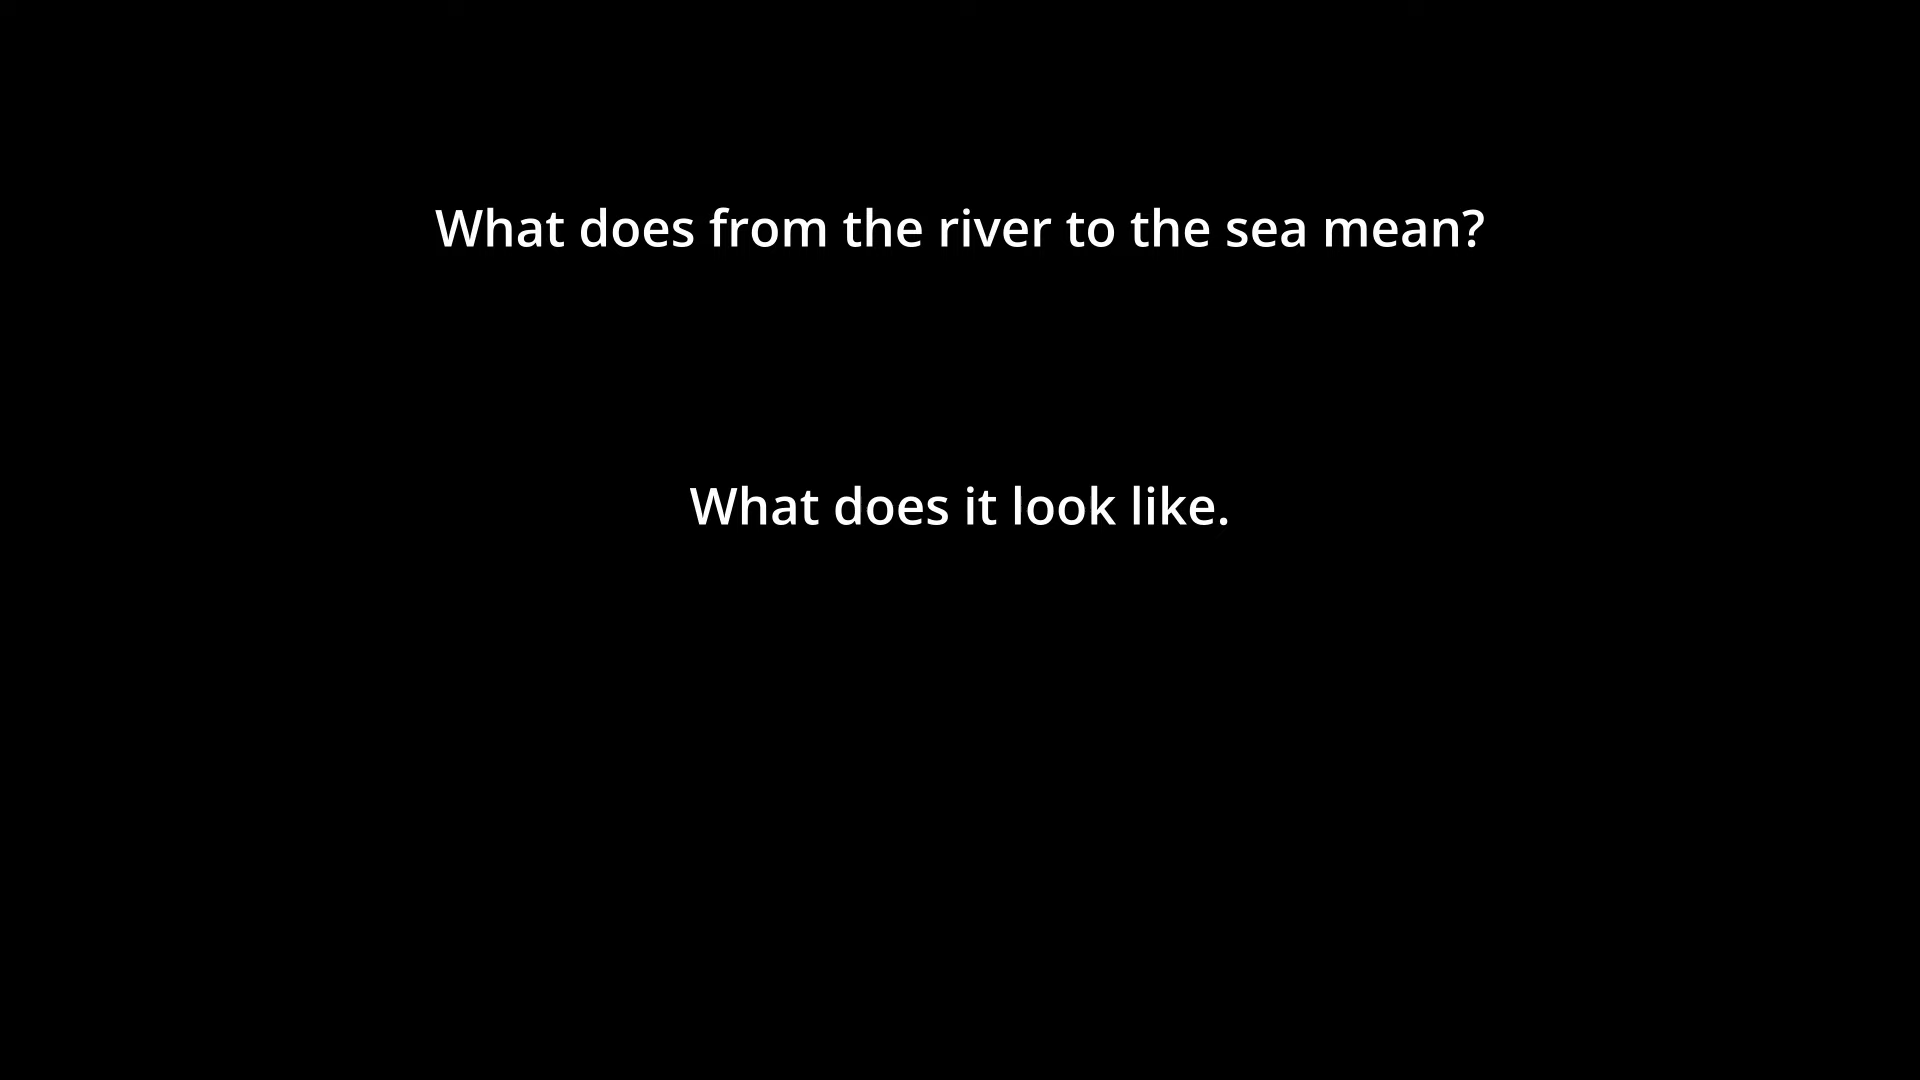 What does from the river to the sea mean?
What does it look like.